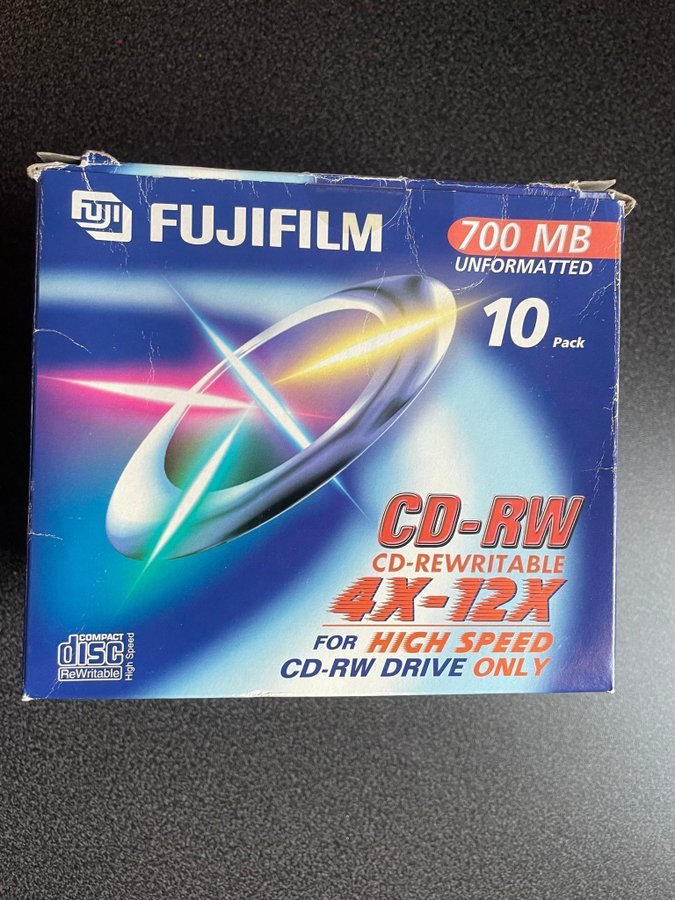 FUJI FUJIFILM
700 MB
UNFORMATTED
10 Pack
CD-RW
CD-REWRITABLE
4X-12X
FOR HIGH SPEED
CD-RW DRIVE ONLY
COMPACT
disc
ReWritable
High Speed